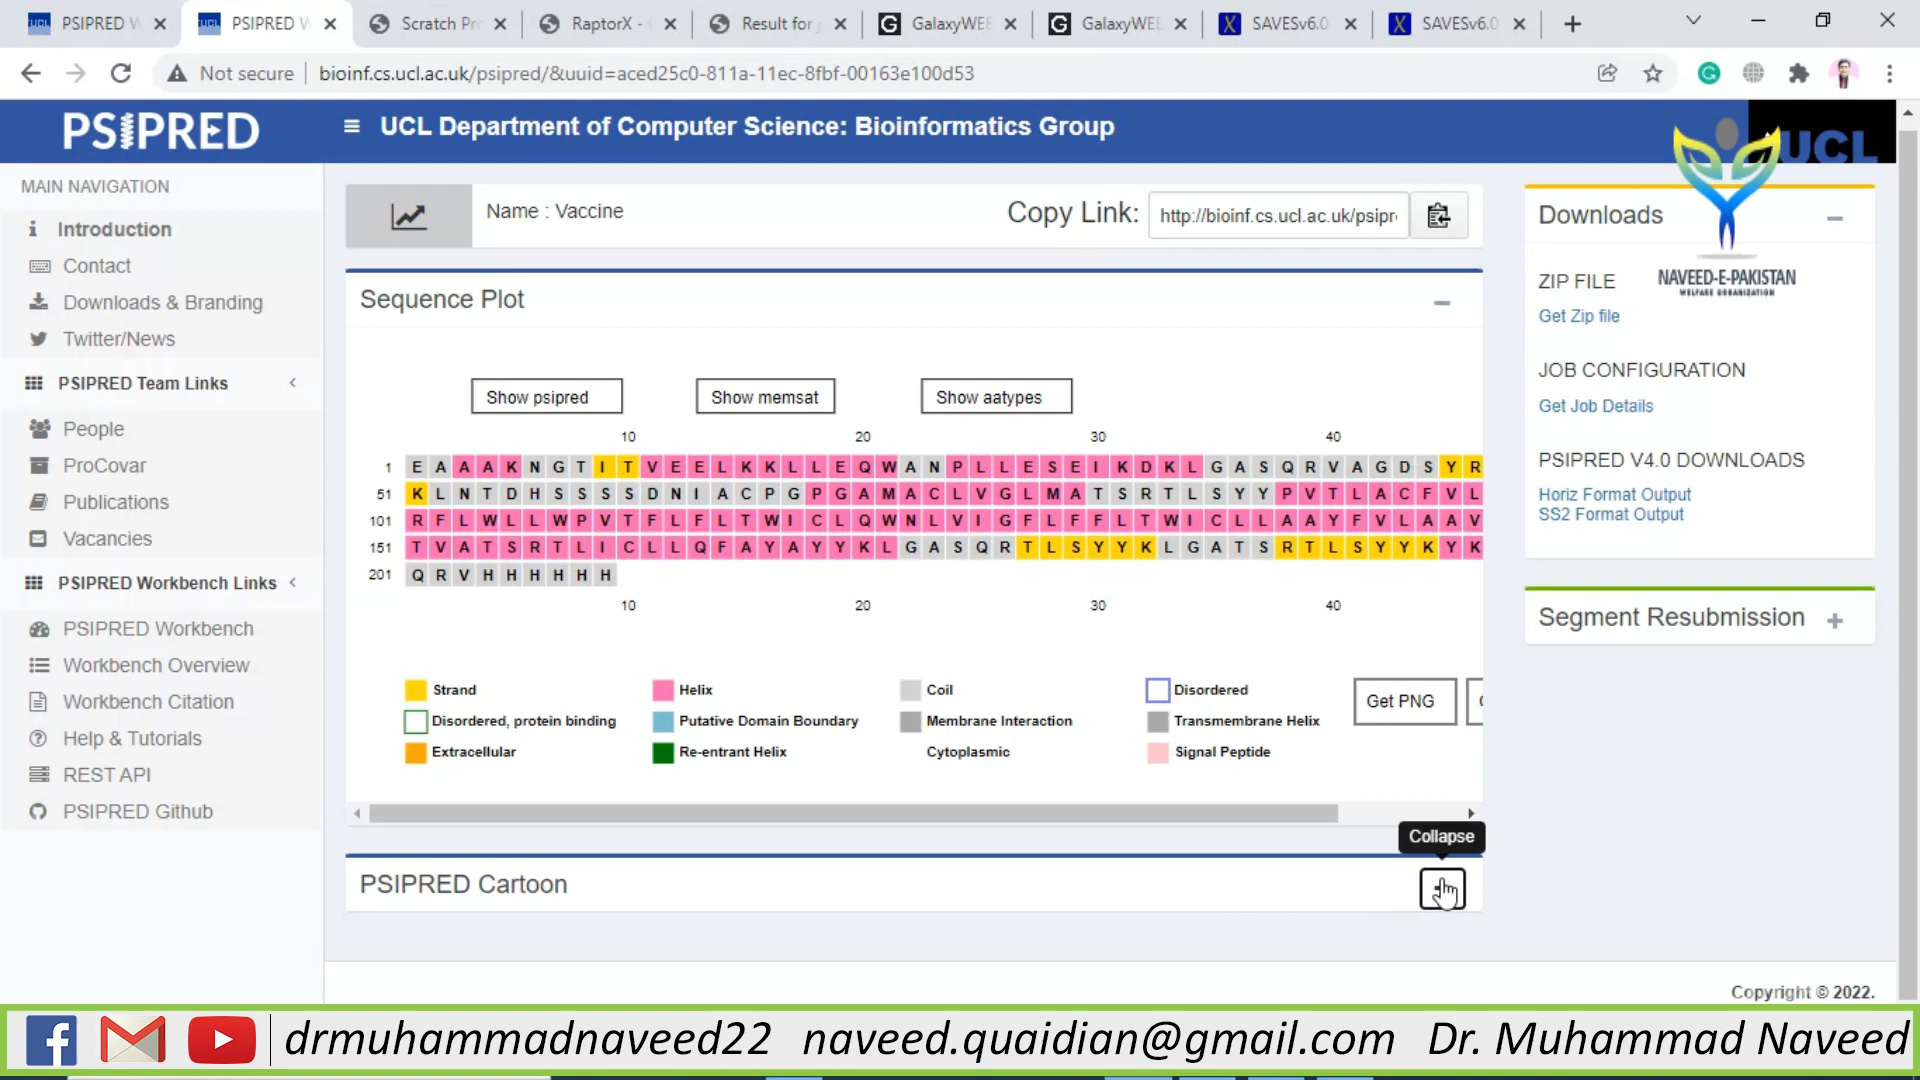 PSIPRED W
PSIPRED W
Scratch Pr
RaptorX -
Result for
GalaxyWEB
GalaxyWEB
SAVESv6.0
SAVESv6.0
Not secure
bioinf.cs.ucl.ac.uk/psipred/&uuid=aced25c0-811a-11ec-8fbf-00163e100d53
PSIPRED
UCL Department of Computer Science: Bioinformatics Group
UCL
MAIN NAVIGATION
Introduction
Contact
Downloads & Branding
Twitter/News
PSIPRED Team Links
People
ProCovar
Publications
Vacancies
PSIPRED Workbench Links
PSIPRED Workbench
Workbench Overview
Workbench Citation
Help & Tutorials
REST API
PSIPRED Github
Name : Vaccine
Copy Link:
http://bioinf.cs.ucl.ac.uk/psipr
Sequence Plot
Show psipred
Show memsat
Show aatypes
10 20 30 40
1 E A A A K N G T I T V E E L K K L L E Q W A N P L L E S E I K D K L G A S Q R V A G D S Y R
51 K L N T D H S S S S D N I A C P G P G A M A C L V G L M A T S R T L S Y Y P V T L A C F V L
101 R F L W L L W P V T F L F L T W I C L Q W N L V I G F L F F L T W I C L L A A Y F V L A A V
151 T V A T S R T L I C L L Q F A Y A Y Y K L G A S Q R T L S Y Y K L G A T S R T L S Y Y K Y K
201 Q R V H H H H H H
10 20 30 40
Strand
Helix
Coil
Disordered
Get PNG
Disordered, protein binding
Putative Domain Boundary
Membrane Interaction
Transmembrane Helix
Extracellular
Re-entrant Helix
Cytoplasmic
Signal Peptide
Collapse
PSIPRED Cartoon
Downloads
NAVEED-E-PAKISTAN
WELFARE ORGANIZATION
ZIP FILE
Get Zip file
JOB CONFIGURATION
Get Job Details
PSIPRED V4.0 DOWNLOADS
Horiz Format Output
SS2 Format Output
Segment Resubmission
Copyright © 2022.
drmuhammadnaveed22 naveed.quaidian@gmail.com Dr. Muhammad Naveed